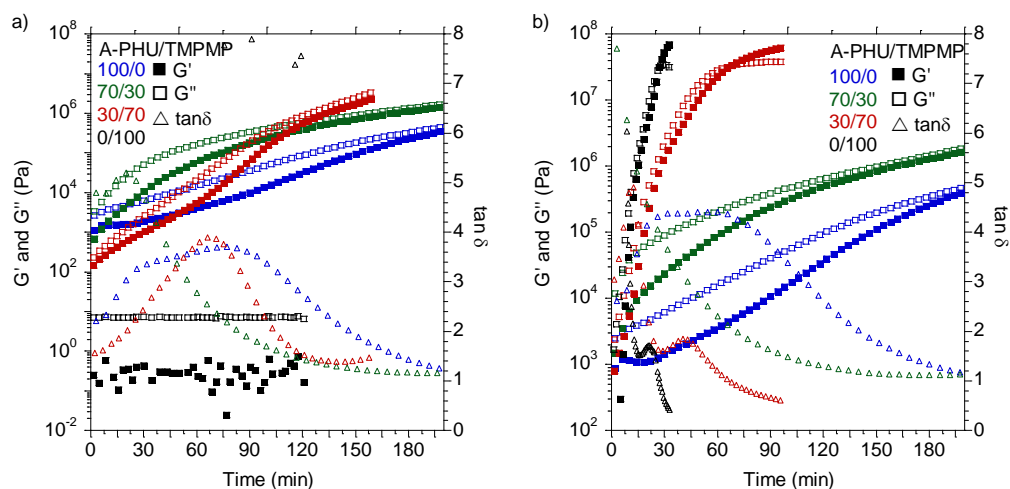 a)
A-PHU/TMPMP
100/0 ■ G'
70/30 □ G"
30/70 △ tanδ
0/100
10^8
10^6
10^4
10^2
10^0
10^-2
G' and G" (Pa)
8
7
6
5
4
3
2
1
0
tan δ
0 30 60 90 120 150 180
Time (min)
b)
A-PHU/TMPMP
100/0 ■ G'
70/30 □ G"
30/70 △ tanδ
0/100
10^8
10^7
10^6
10^5
10^4
10^3
10^2
G' and G" (Pa)
8
7
6
5
4
3
2
1
0
tan δ
0 30 60 90 120 150 180
Time (min)